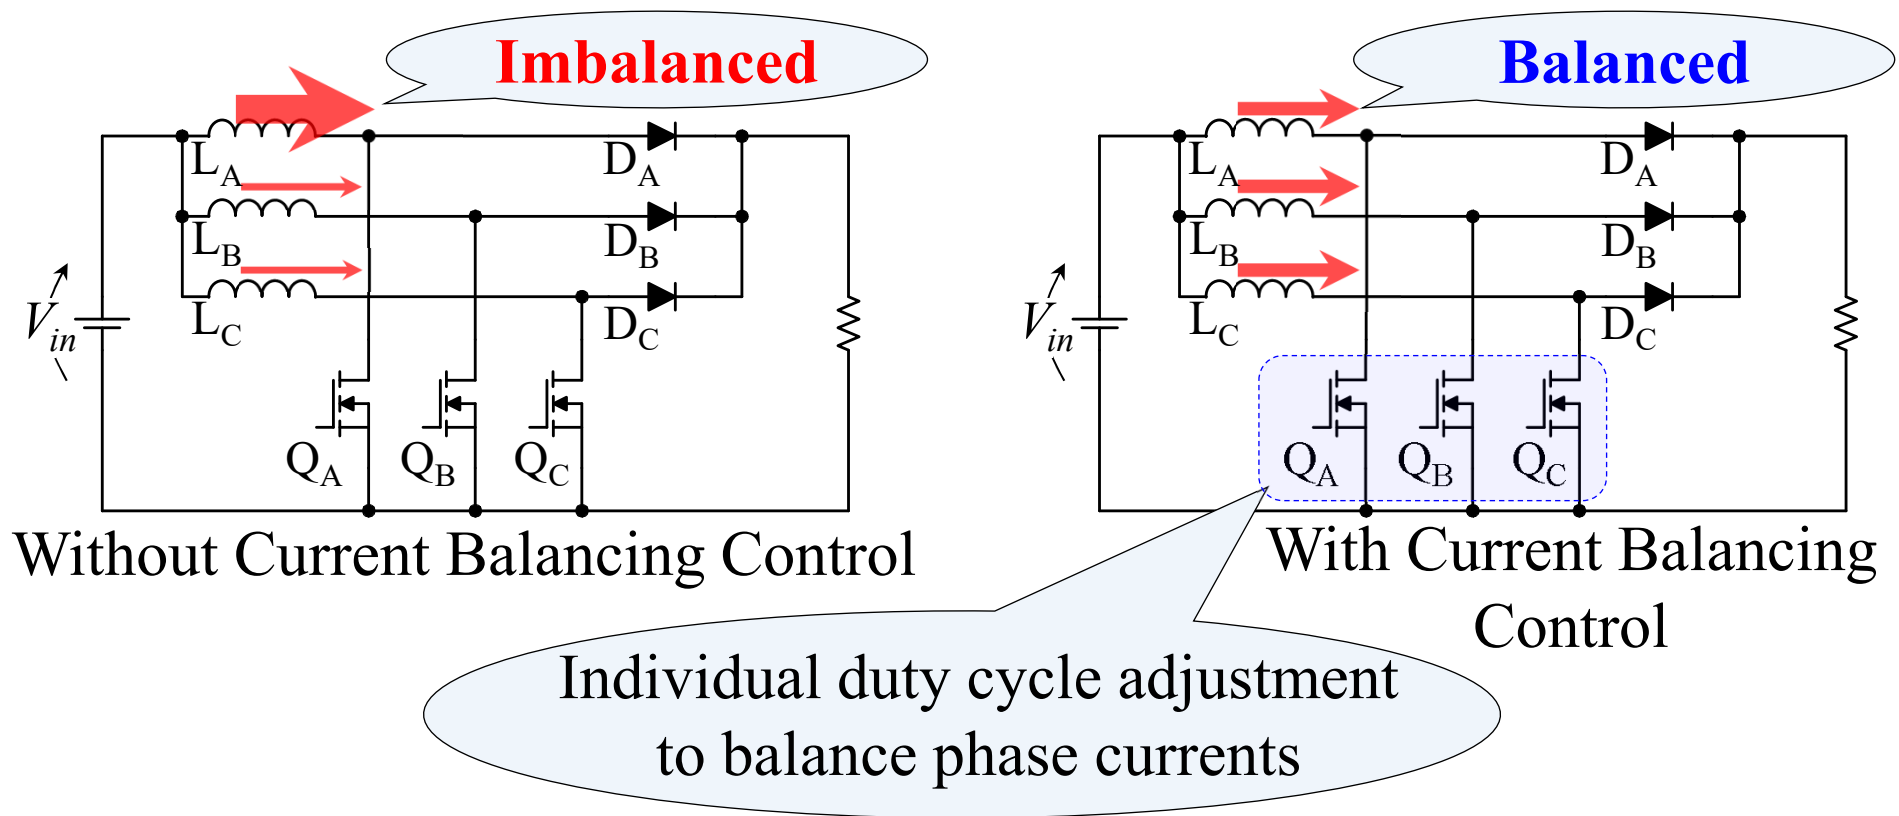 Imbalanced
L_A
D_A
L_B
D_B
L_C
D_C
V_in
Q_A Q_B Q_C
Without Current Balancing Control
Balanced
L_A
D_A
L_B
D_B
L_C
D_C
V_in
Q_A Q_B Q_C
With Current Balancing
Control
Individual duty cycle adjustment
to balance phase currents